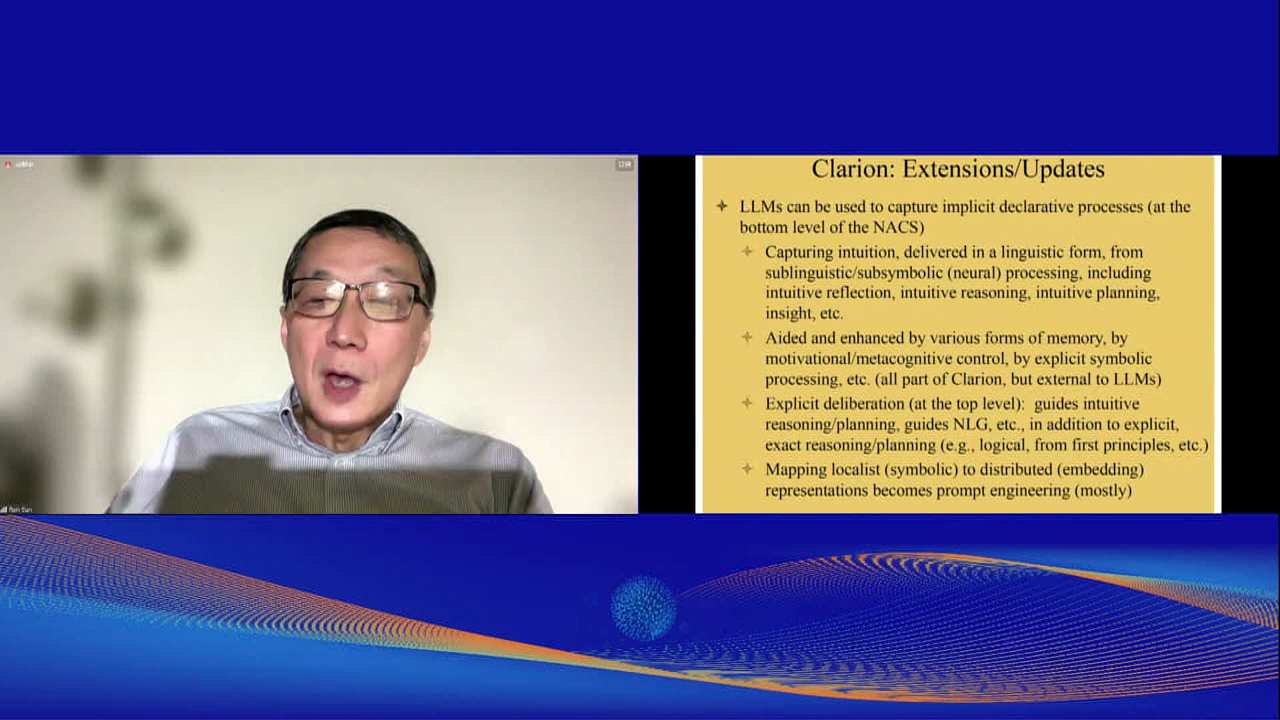 Clarion: Extensions/Updates
LLMs can be used to capture implicit declarative processes (at the
bottom level of the NACS)
Capturing intuition, delivered in a linguistic form, from
sublinguistic/subsymbolic (neural) processing, including
intuitive reflection, intuitive reasoning, intuitive planning,
insight, etc.
Aided and enhanced by various forms of memory, by
motivational/metacognitive control, by explicit symbolic
processing, etc. (all part of Clarion, but external to LLMs)
Explicit deliberation (at the top level):  guides intuitive
reasoning/planning, guides NLG, etc., in addition to explicit,
exact reasoning/planning (e.g., logical, from first principles, etc.)
Mapping localist (symbolic) to distributed (embedding)
representations becomes prompt engineering (mostly)
Ron Sun